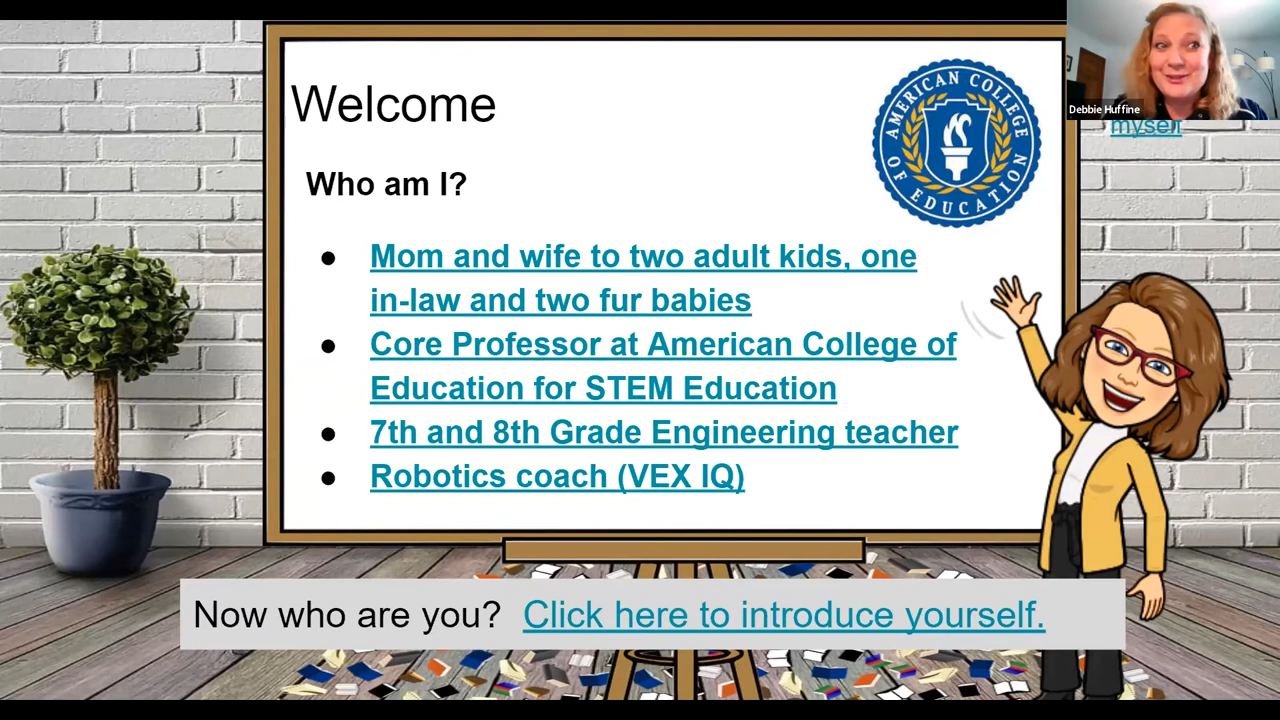 Welcome
AMERICAN COLLEGE
OF EDUCATION
Debbie Huffine
myself
Who am I?
● Mom and wife to two adult kids, one
in-law and two fur babies
● Core Professor at American College of
Education for STEM Education
● 7th and 8th Grade Engineering teacher
● Robotics coach (VEX IQ)
Now who are you? Click here to introduce yourself.